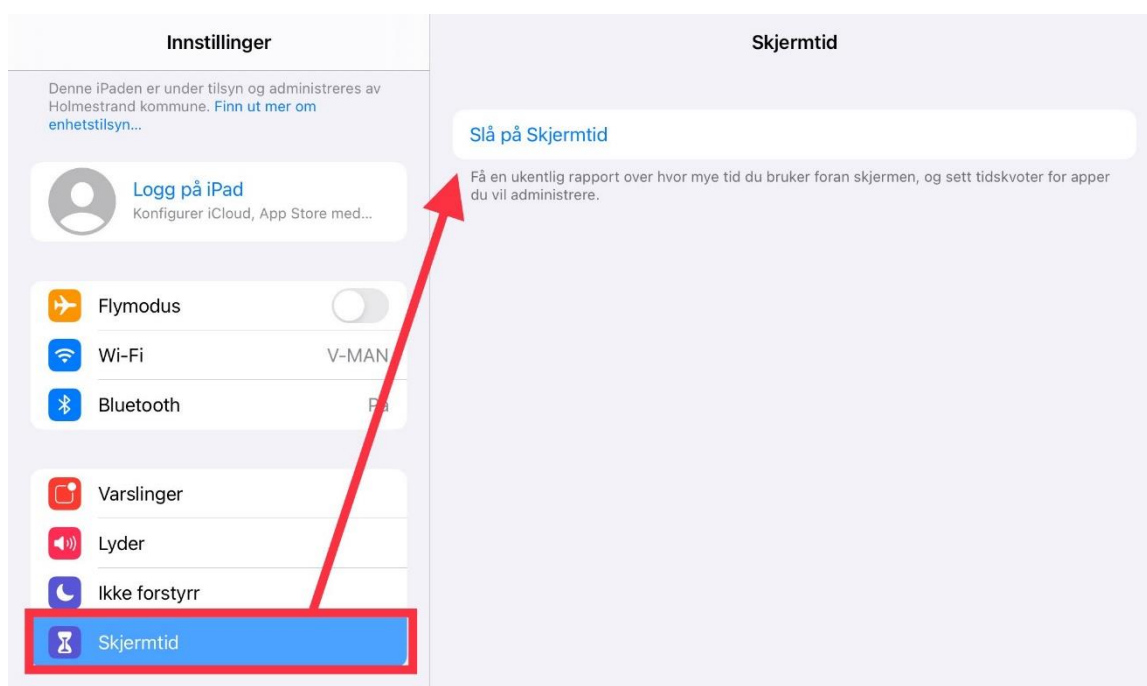 Innstillinger
Denne iPaden er under tilsyn og administreres av
Holmestrand kommune. Finn ut mer om
enhetstilsyn...
Logg på iPad
Konfigurer iCloud, App Store med...
Flymodus
Wi-Fi V-MAN
Bluetooth På
Varslinger
Lyder
Ikke forstyrr
Skjermtid
Skjermtid
Slå på Skjermtid
Få en ukentlig rapport over hvor mye tid du bruker foran skjermen, og sett tidskvoter for apper
du vil administrere.